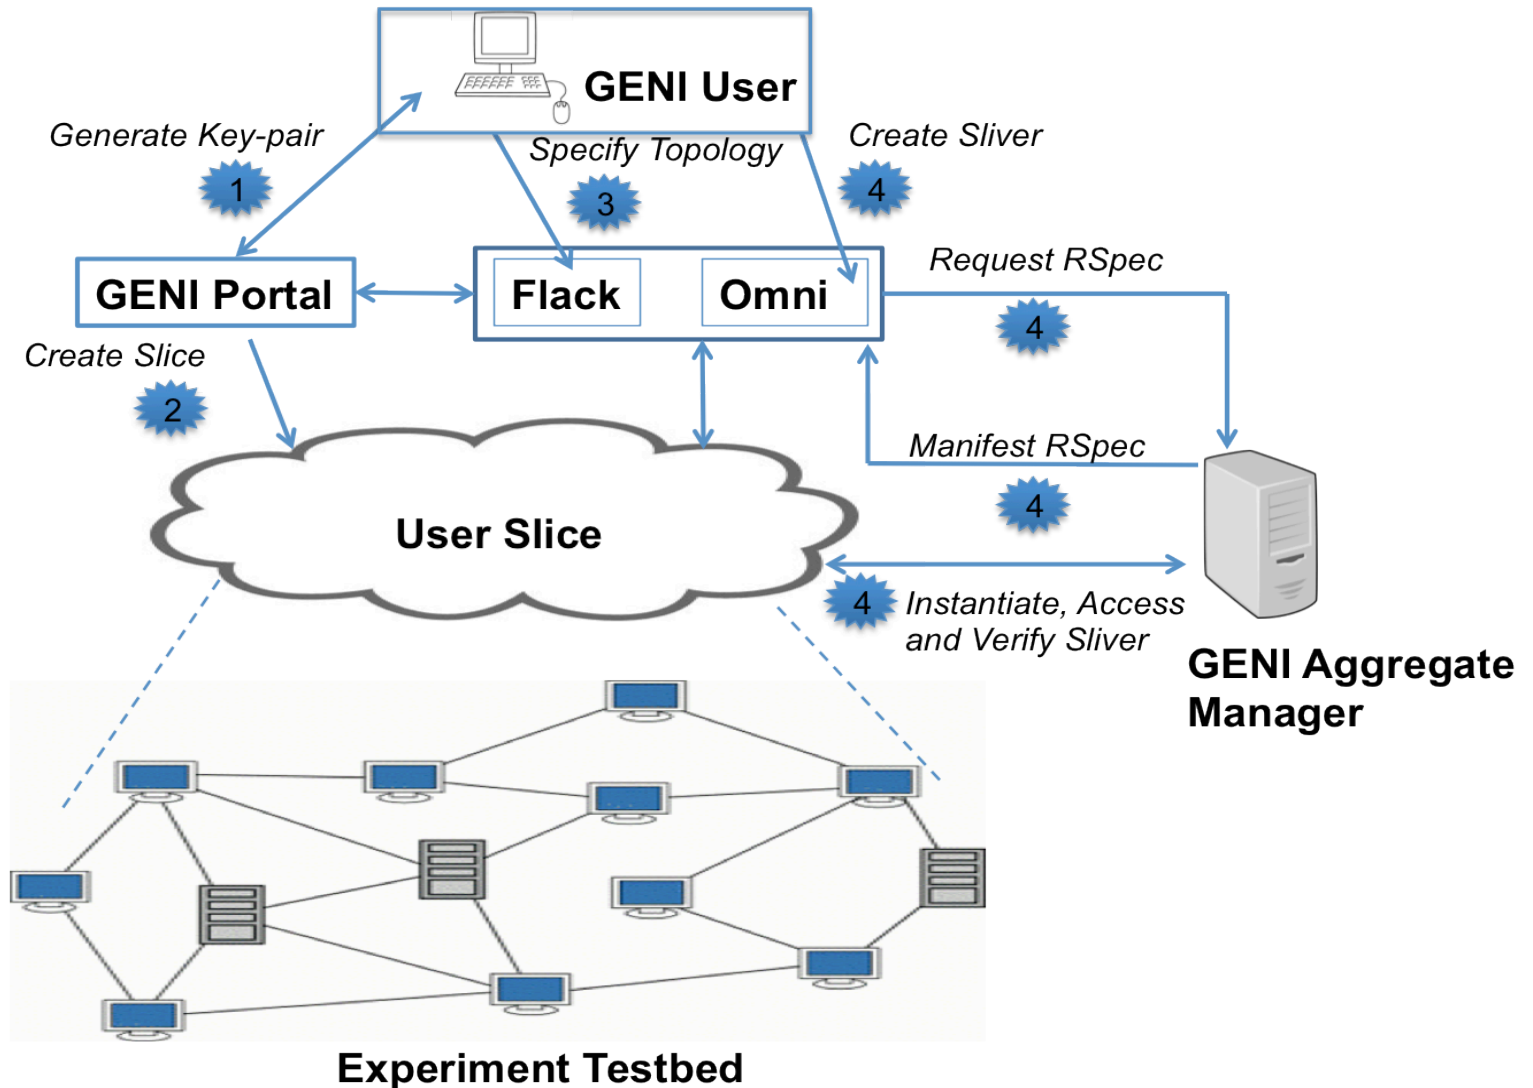 GENI User
Generate Key-pair
1
Specify Topology
3
Create Sliver
4
GENI Portal
Flack
Omni
Request RSpec
4
Create Slice
2
Manifest RSpec
4
User Slice
4
Instantiate, Access
and Verify Sliver
GENI Aggregate
Manager
Experiment Testbed